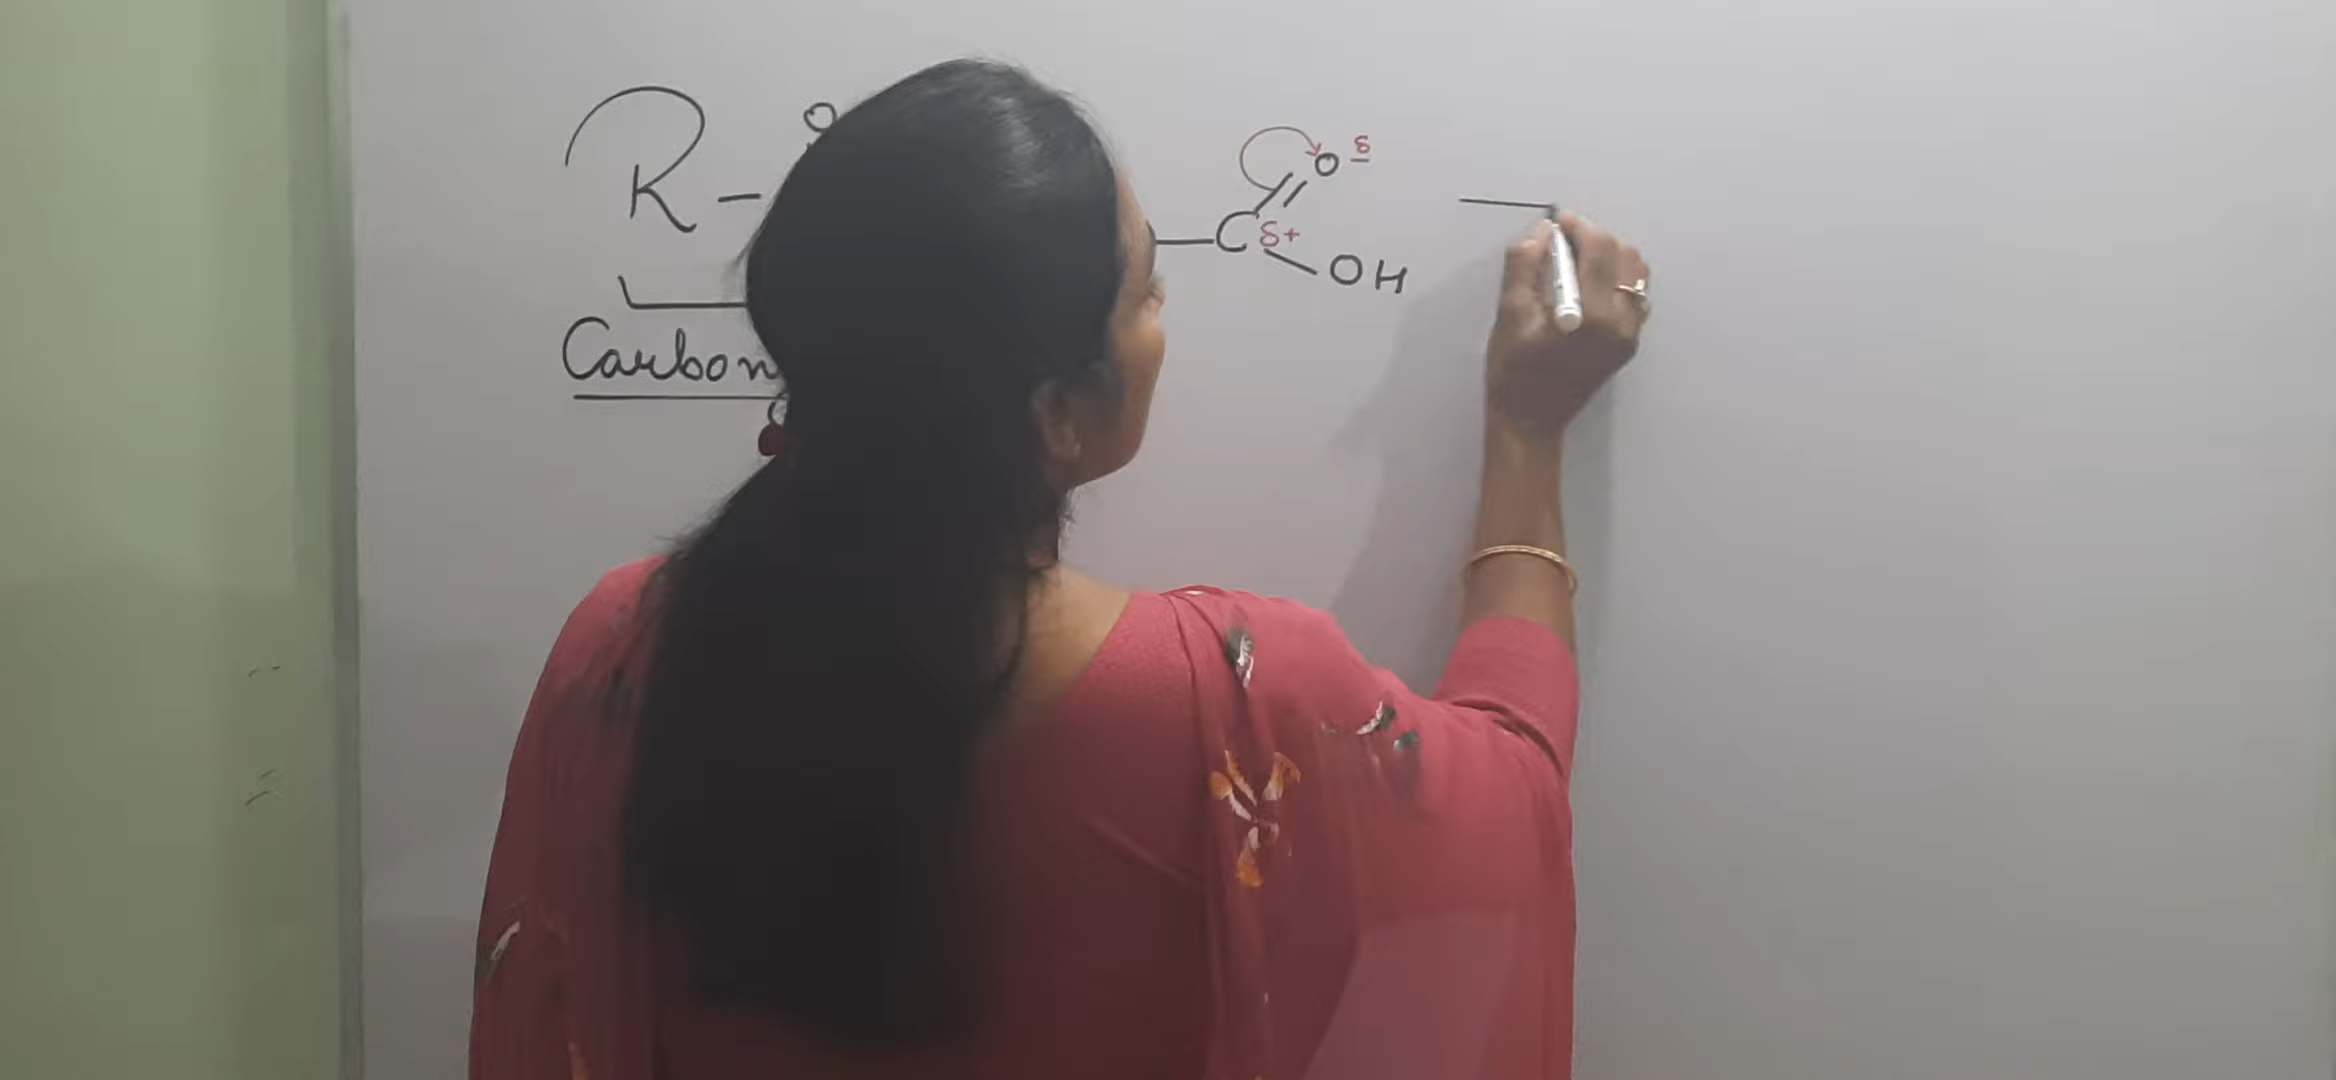 O
R –
O δ–
– C δ+
OH
Carbon